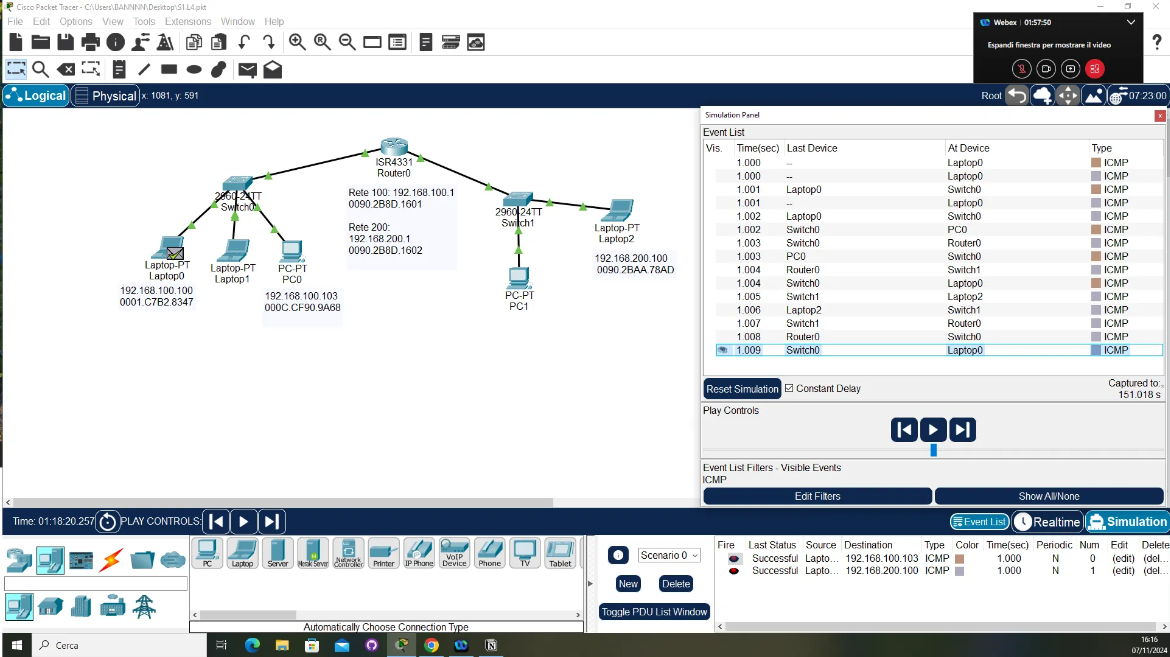 Cisco Packet Tracer - C:\Users\BANNNN\Desktop\S1.L4.pkt
File Edit Options View Tools Extensions Window Help
Webex | 01:57:50
Espandi finestra per mostrare il video
Logical Physical x: 1081, y: 591
Root 07:23:00
ISR4331
Router0
Rete 100: 192.168.100.1
0090.2B8D.1601
Rete 200:
192.168.200.1
0090.2B8D.1602
2960-24TT
Switch0
2960-24TT
Switch1
Laptop-PT
Laptop0
192.168.100.100
0001.C7B2.8347
Laptop-PT
Laptop1
PC-PT
PC0
192.168.100.103
000C.CF90.9A68
PC-PT
PC1
Laptop-PT
Laptop2
192.168.200.100
0090.2BAA.78AD
Simulation Panel
Event List
Vis. Time(sec) Last Device At Device Type
1.000 -- Laptop0 ICMP
1.000 -- Laptop0 ICMP
1.001 Laptop0 Switch0 ICMP
1.001 -- Laptop0 ICMP
1.002 Laptop0 Switch0 ICMP
1.002 Switch0 PC0 ICMP
1.003 Switch0 Router0 ICMP
1.003 PC0 Switch0 ICMP
1.004 Router0 Switch1 ICMP
1.004 Switch0 Laptop0 ICMP
1.005 Switch1 Laptop2 ICMP
1.006 Laptop2 Switch1 ICMP
1.007 Switch1 Router0 ICMP
1.008 Router0 Switch0 ICMP
1.009 Switch0 Laptop0 ICMP
Reset Simulation Constant Delay
Captured to:
151.018 s
Play Controls
Event List Filters - Visible Events
ICMP
Edit Filters Show All/None
Time: 01:18:20.257 PLAY CONTROLS: Event List Realtime Simulation
PC Laptop Server Meraki Server Network Controller Printer IP Phone VoIP Device Phone TV Tablet
Automatically Choose Connection Type
Scenario 0
New Delete
Toggle PDU List Window
Fire Last Status Source Destination Type Color Time(sec) Periodic Num Edit Delete
Successful Lapto... 192.168.100.103 ICMP 1.000 N 0 (edit) (del...
Successful Lapto... 192.168.200.100 ICMP 1.000 N 1 (edit) (del...
Cerca
16:16
07/11/2024